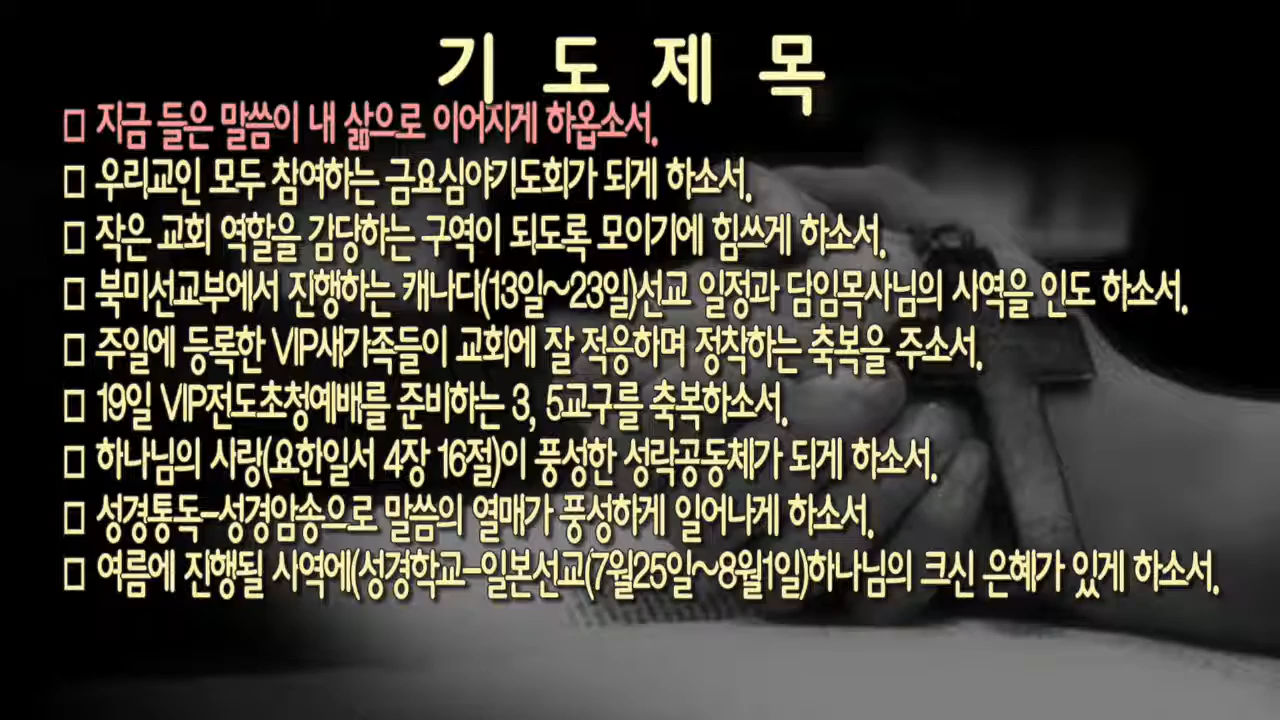 기 도 제 목
□ 지금 들은 말씀이 내 삶으로 이어지게 하옵소서.
□ 우리교인 모두 참여하는 금요심야기도회가 되게 하소서.
□ 작은 교회 역할을 감당하는 구역이 되도록 모이기에 힘쓰게 하소서.
□ 북미선교부에서 진행하는 캐나다(13일~23일)선교 일정과 담임목사님의 사역을 인도 하소서.
□ 주일에 등록한 VIP새가족들이 교회에 잘 적응하며 정착하는 축복을 주소서.
□ 19일 VIP전도초청예배를 준비하는 3, 5교구를 축복하소서.
□ 하나님의 사랑(요한일서 4장 16절)이 풍성한 성락공동체가 되게 하소서.
□ 성경통독-성경암송으로 말씀의 열매가 풍성하게 일어나게 하소서.
□ 여름에 진행될 사역에(성경학교-일본선교(7월25일~8월1일)하나님의 크신 은혜가 있게 하소서.